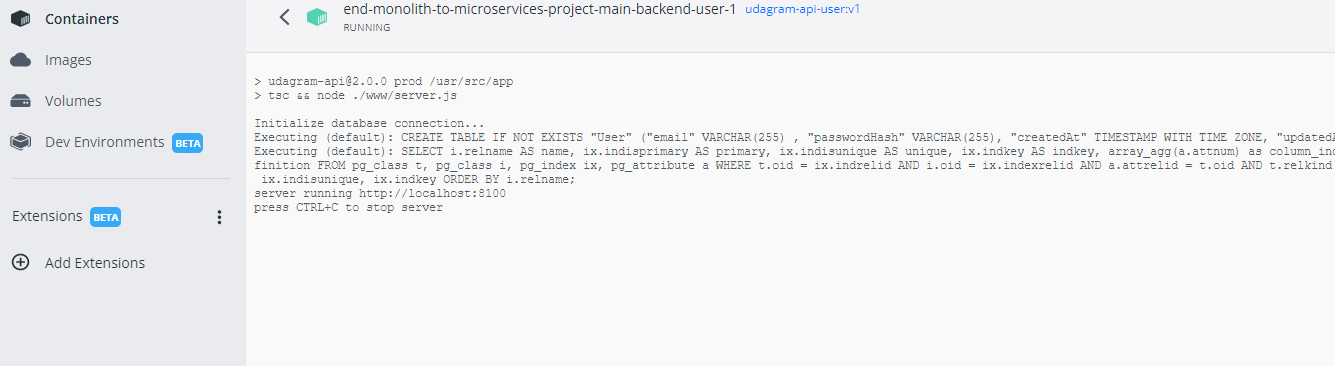 Containers
Images
Volumes
Dev Environments BETA
Extensions BETA
Add Extensions
end-monolith-to-microservices-project-main-backend-user-1 udagram-api-user:v1
RUNNING
> udagram-api@2.0.0 prod /usr/src/app
> tsc && node ./www/server.js
Initialize database connection...
Executing (default): CREATE TABLE IF NOT EXISTS "User" ("email" VARCHAR(255) , "passwordHash" VARCHAR(255), "createdAt" TIMESTAMP WITH TIME ZONE, "updatedA
Executing (default): SELECT i.relname AS name, ix.indisprimary AS primary, ix.indisunique AS unique, ix.indkey AS indkey, array_agg(a.attnum) as column_ind
finition FROM pg_class t, pg_class i, pg_index ix, pg_attribute a WHERE t.oid = ix.indrelid AND i.oid = ix.indexrelid AND a.attrelid = t.oid AND t.relkind
ix.indisunique, ix.indkey ORDER BY i.relname;
server running http://localhost:8100
press CTRL+C to stop server